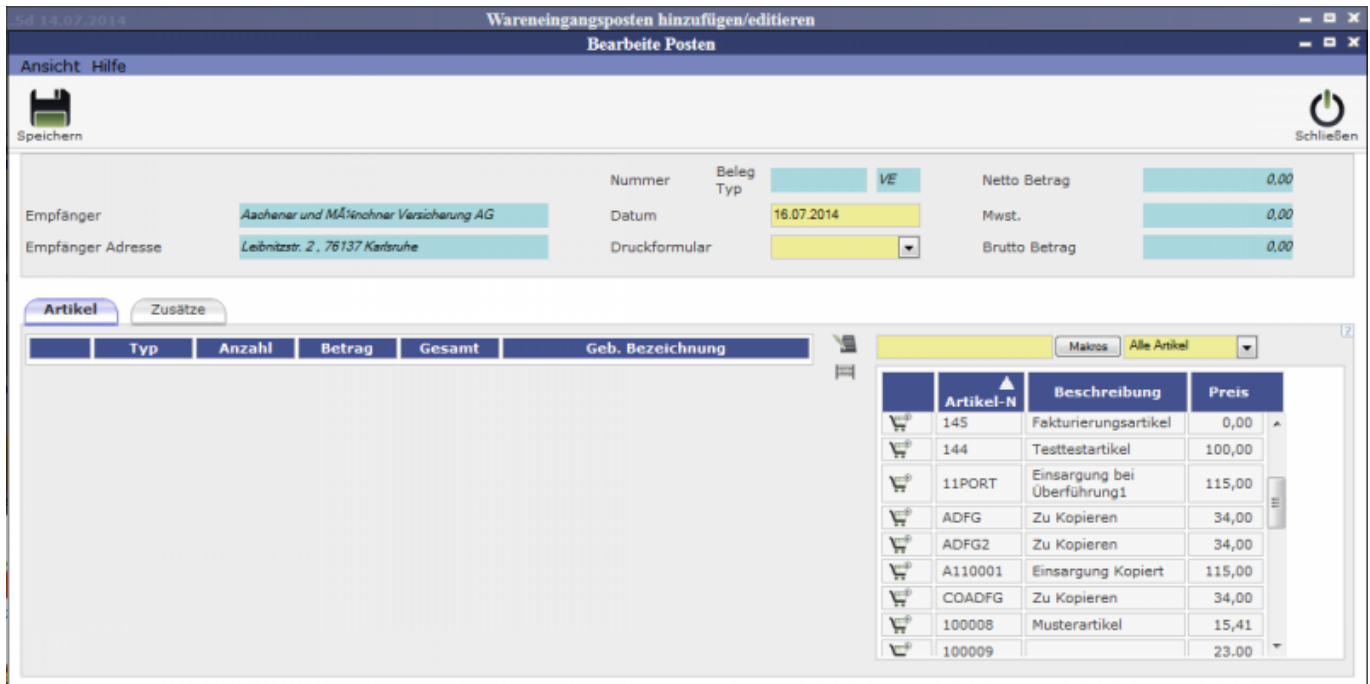 .5d 14.07.2014 Wareneingangsposten hinzufügen/editieren
Bearbeite Posten
Ansicht Hilfe
Speichern Schließen
Nummer Beleg Typ VE Netto Betrag 0,00
Empfänger Aachener und MÃ¼nchner Versicherung AG Datum 16.07.2014 Mwst. 0,00
Empfänger Adresse Leibnitzstr. 2 , 76137 Karlsruhe Druckformular Brutto Betrag 0,00
Artikel Zusätze
Typ Anzahl Betrag Gesamt Geb. Bezeichnung
Makros Alle Artikel
Artikel-N Beschreibung Preis
145 Fakturierungsartikel 0,00
144 Testtestartikel 100,00
11PORT Einsargung bei Überführung1 115,00
ADFG Zu Kopieren 34,00
ADFG2 Zu Kopieren 34,00
A110001 Einsargung Kopiert 115,00
COADFG Zu Kopieren 34,00
100008 Musterartikel 15,41
100009 23.00